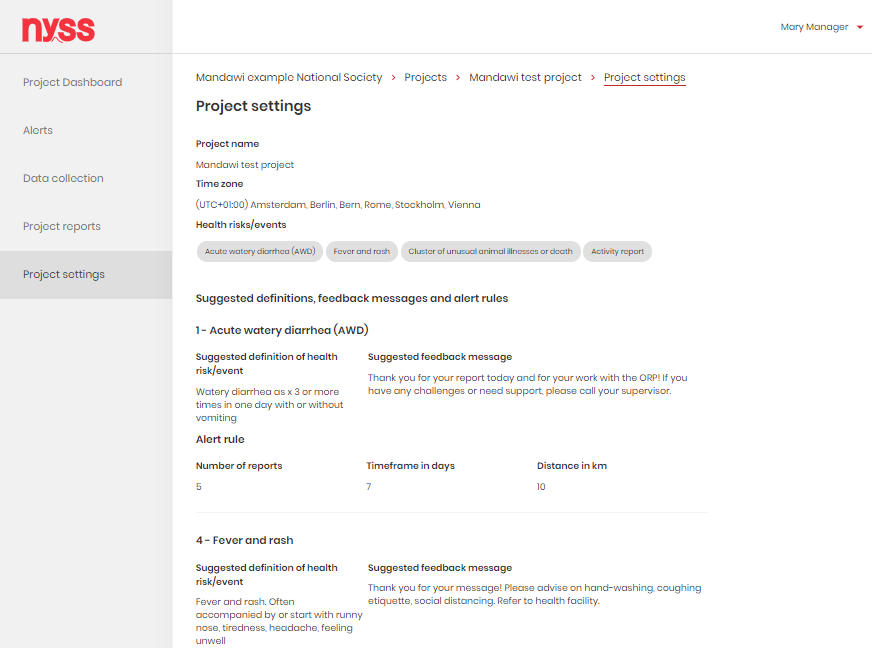 nyss
Mary Manager
Project Dashboard
Alerts
Data collection
Project reports
Project settings
Mandawi example National Society > Projects > Mandawi test project > Project settings
Project settings
Project name
Mandawi test project
Time zone
(UTC+01:00) Amsterdam, Berlin, Bern, Rome, Stockholm, Vienna
Health risks/events
Acute watery diarrhea (AWD) Fever and rash Cluster of unusual animal illnesses or death Activity report
Suggested definitions, feedback messages and alert rules
1 - Acute watery diarrhea (AWD)
Suggested definition of health
risk/event
Watery diarrhea as x 3 or more
times in one day with or without
vomiting
Suggested feedback message
Thank you for your report today and for your work with the ORP! If you
have any challenges or need support, please call your supervisor.
Alert rule
Number of reports Timeframe in days Distance in km
5 7 10
4 - Fever and rash
Suggested definition of health
risk/event
Fever and rash. Often
accompanied by or start with runny
nose, tiredness, headache, feeling
unwell
Suggested feedback message
Thank you for your message! Please advise on hand-washing, coughing
etiquette, social distancing. Refer to health facility.